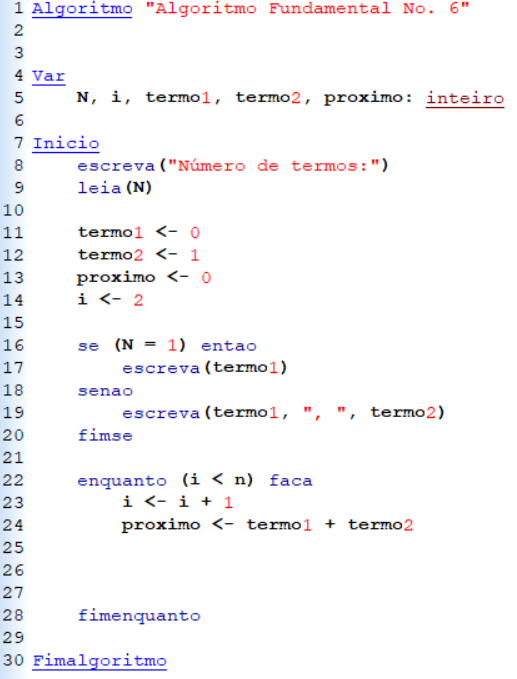 1 Algoritmo "Algoritmo Fundamental No. 6"
2
3
4 Var
5 N, i, termo1, termo2, proximo: inteiro
6
7 Inicio
8 escreva("Número de termos:")
9 leia(N)
10
11 termo1 <- 0
12 termo2 <- 1
13 proximo <- 0
14 i <- 2
15
16 se (N = 1) entao
17 escreva(termo1)
18 senao
19 escreva(termo1, ", ", termo2)
20 fimse
21
22 enquanto (i < n) faca
23 i <- i + 1
24 proximo <- termo1 + termo2
25
26
27
28 fimenquanto
29
30 Fimalgoritmo